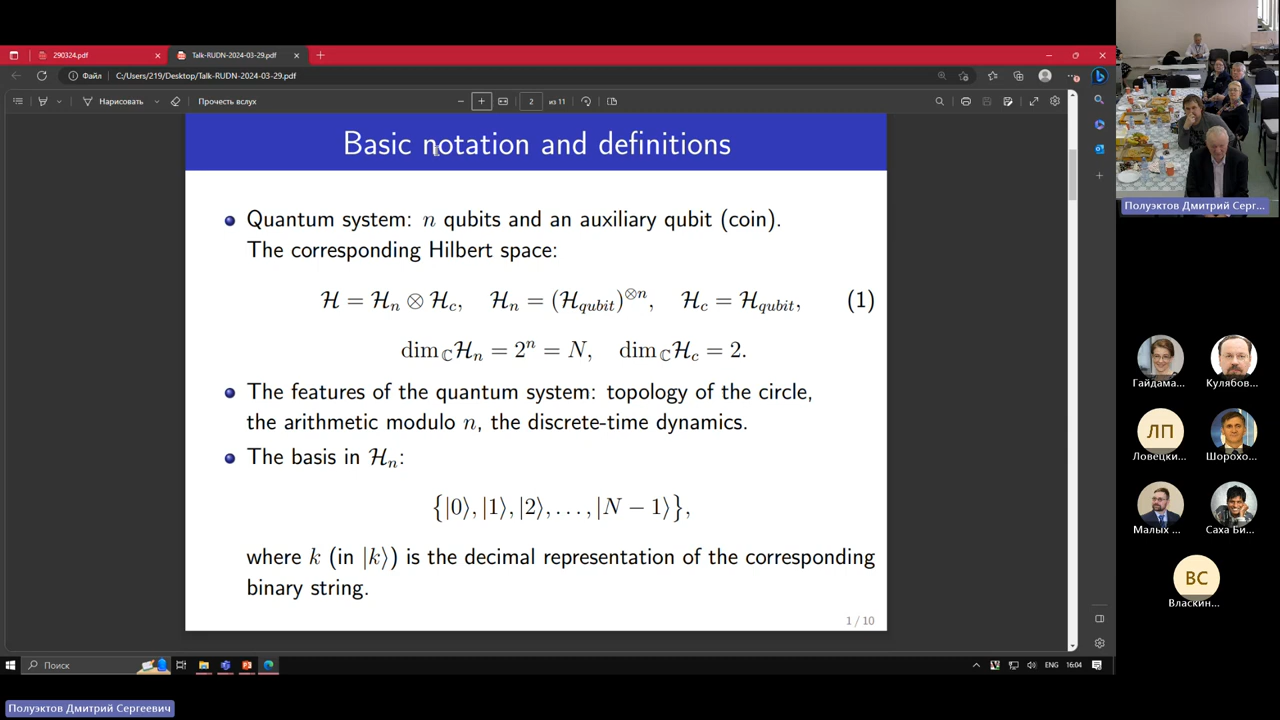 290324.pdf
Talk-RUDN-2024-03-29.pdf
Файл
C:/Users/219/Desktop/Talk-RUDN-2024-03-29.pdf
Нарисовать
Прочесть вслух
2
из 11
Basic notation and definitions
Quantum system: n qubits and an auxiliary qubit (coin).
The corresponding Hilbert space:
ℋ = ℋ_n ⊗ ℋ_c, ℋ_n = (ℋ_qubit)^⊗n, ℋ_c = ℋ_qubit, (1)
dim_ℂ ℋ_n = 2^n = N, dim_ℂ ℋ_c = 2.
The features of the quantum system: topology of the circle,
the arithmetic modulo n, the discrete-time dynamics.
The basis in ℋ_n:
{|0⟩, |1⟩, |2⟩, . . . , |N − 1⟩},
where k (in |k⟩) is the decimal representation of the corresponding
binary string.
1 / 10
Поиск
ENG
16:04
Полуэктов Дмитрий Сергеевич
Полуэктов Дмитрий Серг...
Гайдама...
Кулябов...
ЛП
Ловецки...
Шорохо...
Малых ...
Саха Би...
ВС
Власкин...